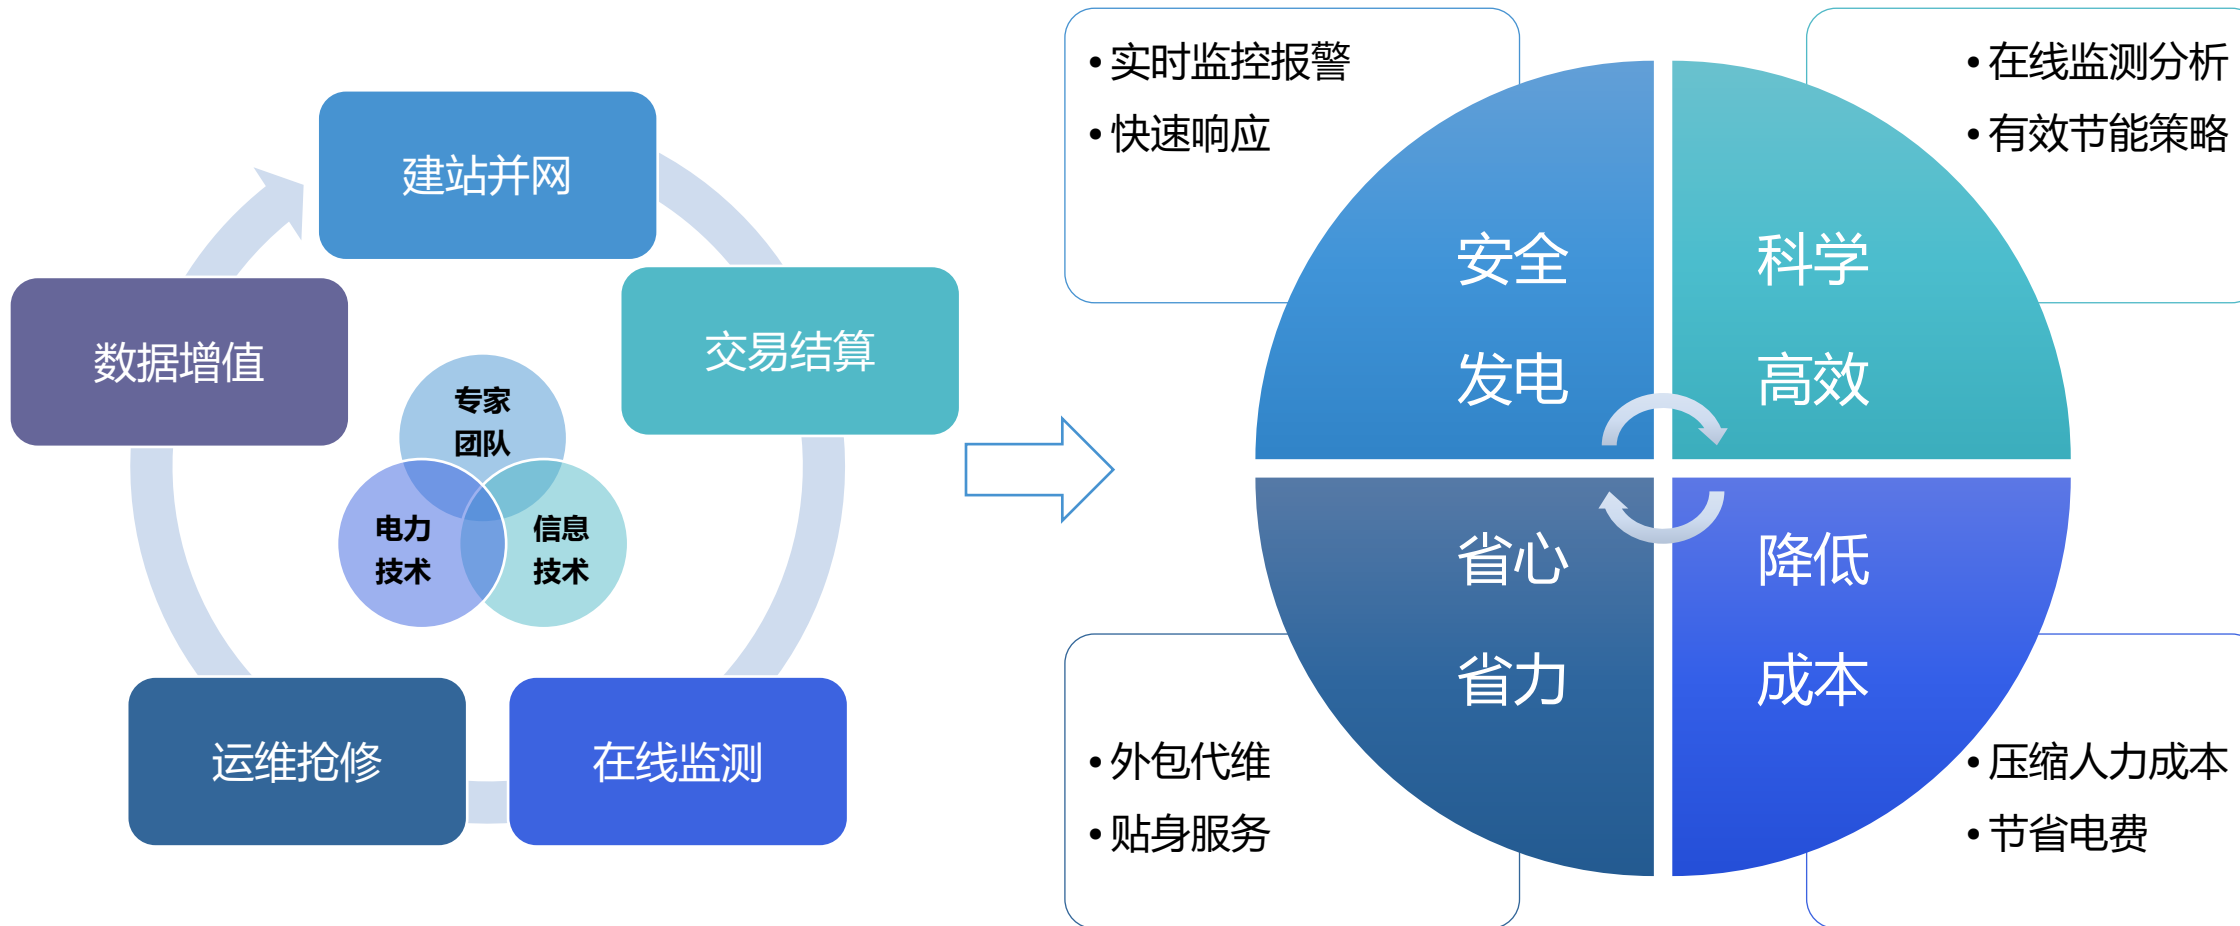 建站并网
交易结算
在线监测
运维抢修
数据增值
专家
团队
电力
技术
信息
技术
• 实时监控报警
• 快速响应
• 在线监测分析
• 有效节能策略
安全
发电
科学
高效
省心
省力
降低
成本
• 外包代维
• 贴身服务
• 压缩人力成本
• 节省电费